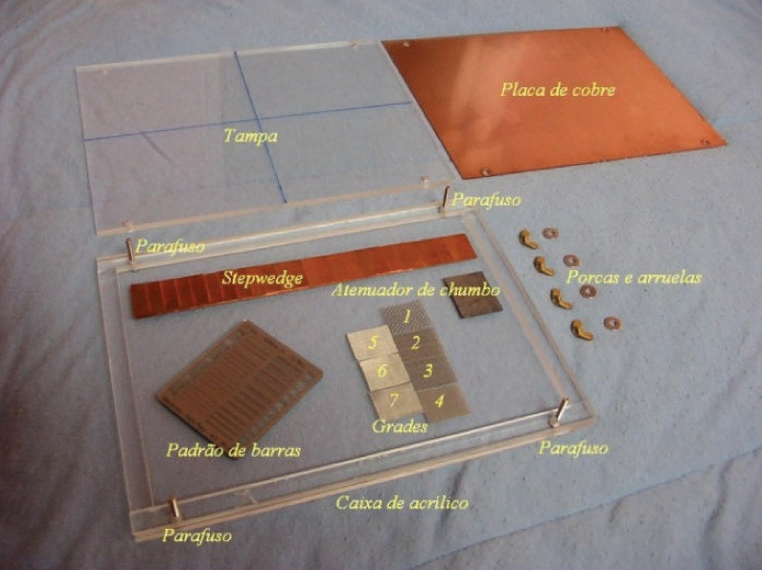 Placa de cobre
Tampa
Parafuso
Parafuso
Stepwedge
Porcas e arruelas
Atenuador de chumbo
1
5
2
6
3
7
4
Grades
Padrão de barras
Parafuso
Caixa de acrílico
Parafuso